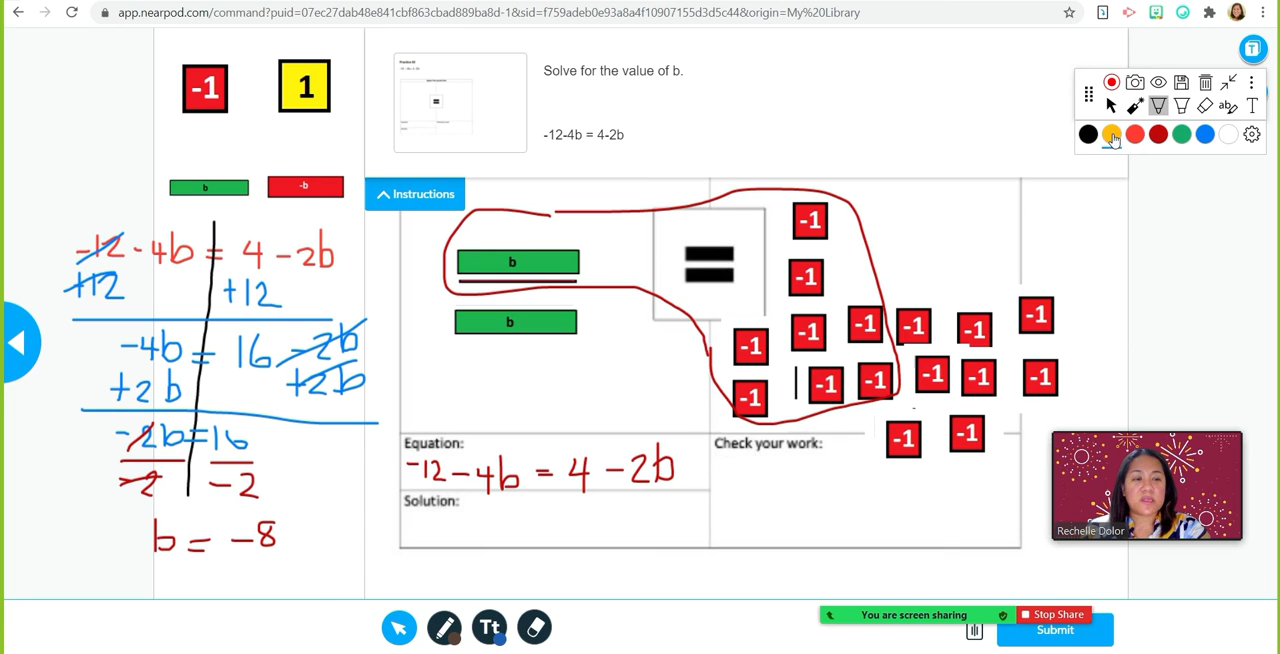 app.nearpod.com/command?puid=07ec27dab48e841cbf863cbad889ba8d-1&sid=f759adeb0e93a8a4f10907155d3d5c44&origin=My%20Library
-1
1
b
-b
Solve for the value of b.
-12-4b = 4-2b
T
ab
T
Instructions
-12 - 4b = 4 - 2b
+12 +12
-4b = 16 -2b
+2b +2b
-2b = 16
-2 -2
b = -8
b
=
b
-1
-1
-1 -1 -1 -1 -1 -1
-1 -1 -1 -1 -1 -1
-1 -1
Equation:
-12 - 4b = 4 - 2b
Solution:
Check your work:
Rechelle Dolor
You are screen sharing
Stop Share
Tt
Submit